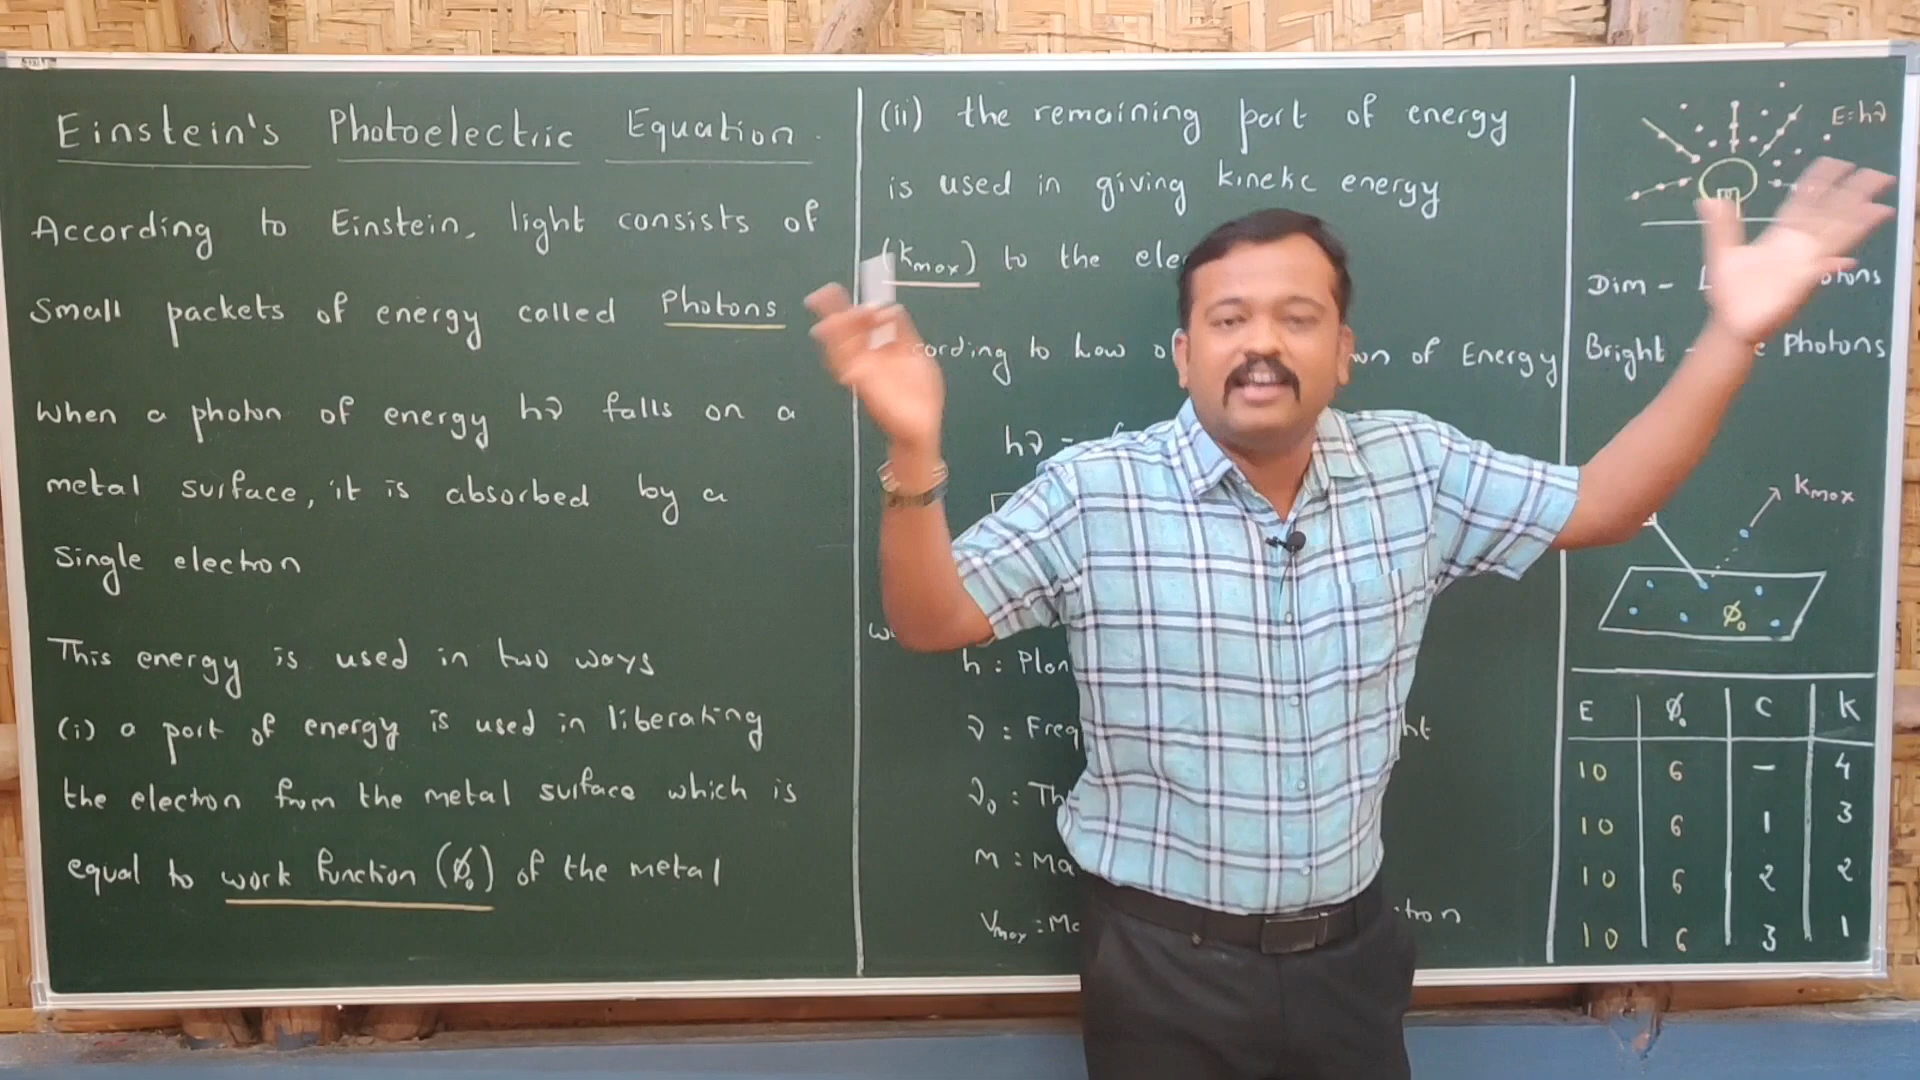 Einstein's Photoelectric Equation.
According to Einstein, light consists of
Small packets of energy called Photons
When a photon of energy hν falls on a
metal surface, it is absorbed by a
Single electron
This energy is used in two ways
(i) a part of energy is used in liberating
the electron from the metal surface which is
equal to work function (ϕ₀) of the metal
(ii) the remaining part of energy
is used in giving kinetic energy
(Kmax) to the
to law of Energy
hν =
h :
ν :
ν₀ :
m :
Vmax :
E = hν
Dim -
Bright - Photons
Kmax
ϕ₀
E ϕ₀ C K
10 6 – 4
10 6 1 3
10 6 2 2
10 6 3 1